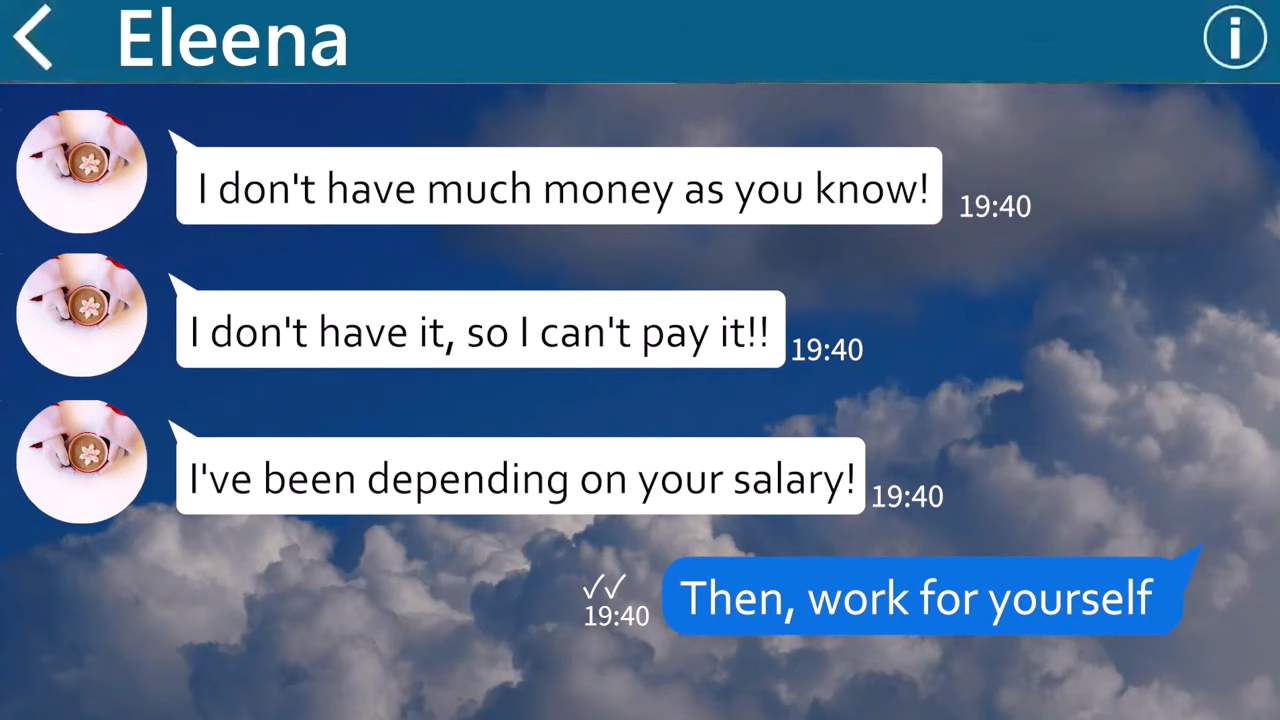 Eleena
I don't have much money as you know!
19:40
I don't have it, so I can't pay it!!
19:40
I've been depending on your salary!
19:40
Then, work for yourself
19:40